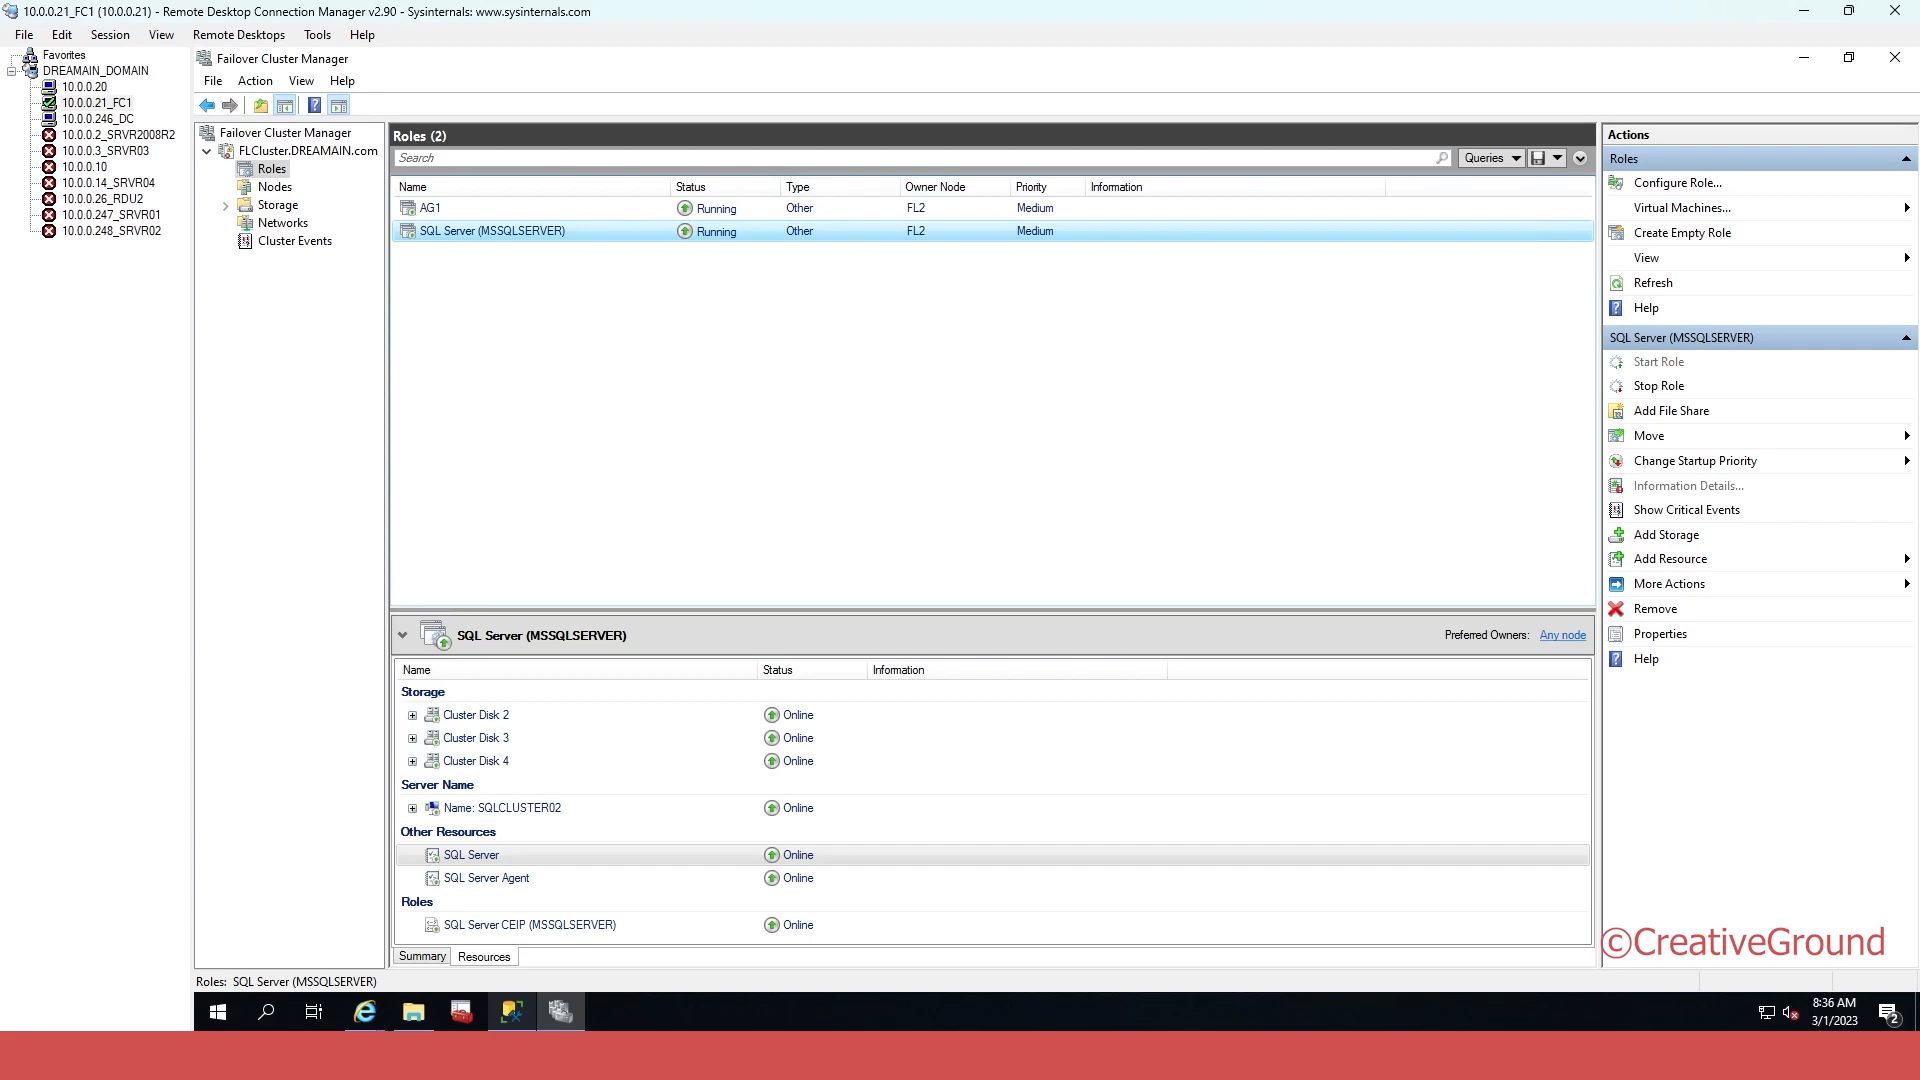 10.0.0.21_FC1 (10.0.0.21) - Remote Desktop Connection Manager v2.90 - Sysinternals: www.sysinternals.com
File Edit Session View Remote Desktops Tools Help
Favorites
DREAMAIN_DOMAIN
10.0.0.20
10.0.0.21_FC1
10.0.0.246_DC
10.0.0.2_SRVR2008R2
10.0.0.3_SRVR03
10.0.0.10
10.0.0.14_SRVR04
10.0.0.26_RDU2
10.0.0.247_SRVR01
10.0.0.248_SRVR02
Failover Cluster Manager
File Action View Help
Failover Cluster Manager
FLCluster.DREAMAIN.com
Roles
Nodes
Storage
Networks
Cluster Events
Roles (2)
Search
Queries
Name Status Type Owner Node Priority Information
AG1 Running Other FL2 Medium
SQL Server (MSSQLSERVER) Running Other FL2 Medium
SQL Server (MSSQLSERVER) Preferred Owners: Any node
Name Status Information
Storage
Cluster Disk 2 Online
Cluster Disk 3 Online
Cluster Disk 4 Online
Server Name
Name: SQLCLUSTER02 Online
Other Resources
SQL Server Online
SQL Server Agent Online
Roles
SQL Server CEIP (MSSQLSERVER) Online
Summary Resources
Actions
Roles
Configure Role...
Virtual Machines...
Create Empty Role
View
Refresh
Help
SQL Server (MSSQLSERVER)
Start Role
Stop Role
Add File Share
Move
Change Startup Priority
Information Details...
Show Critical Events
Add Storage
Add Resource
More Actions
Remove
Properties
Help
©CreativeGround
Roles: SQL Server (MSSQLSERVER)
8:36 AM
3/1/2023
2